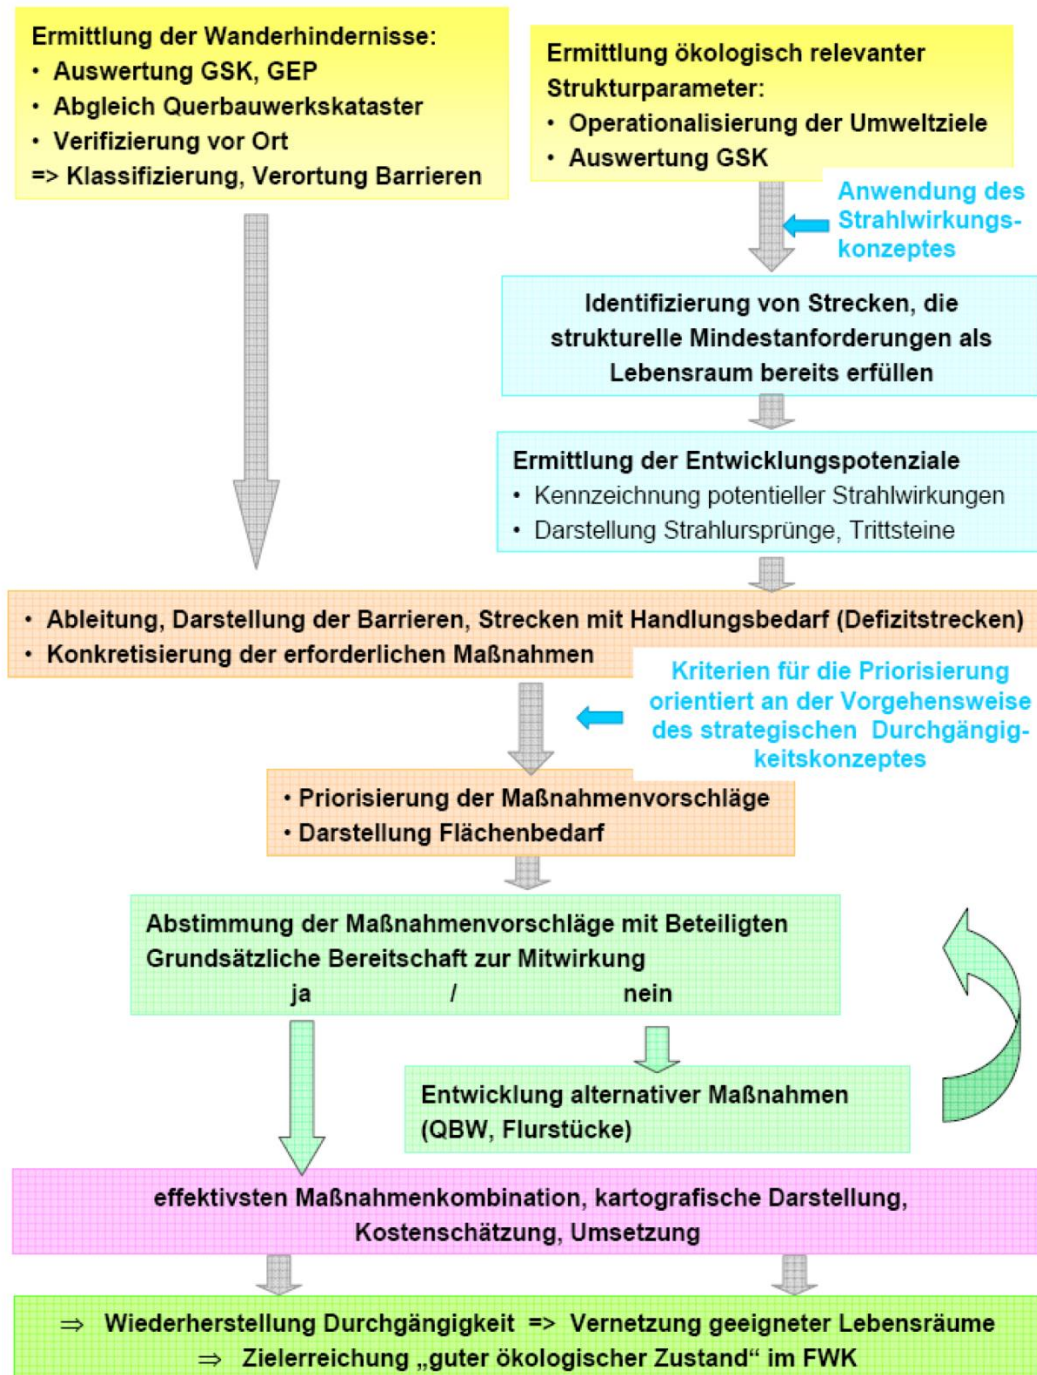 Ermittlung der Wanderhindernisse:
• Auswertung GSK, GEP
• Abgleich Querbauwerkskataster
• Verifizierung vor Ort
=> Klassifizierung, Verortung Barrieren
Ermittlung ökologisch relevanter
Strukturparameter:
• Operationalisierung der Umweltziele
• Auswertung GSK
Anwendung des
Strahlwirkungs-
konzeptes
Identifizierung von Strecken, die
strukturelle Mindestanforderungen als
Lebensraum bereits erfüllen
Ermittlung der Entwicklungspotenziale
• Kennzeichnung potentieller Strahlwirkungen
• Darstellung Strahlursprünge, Trittsteine
• Ableitung, Darstellung der Barrieren, Strecken mit Handlungsbedarf (Defizitstrecken)
• Konkretisierung der erforderlichen Maßnahmen
Kriterien für die Priorisierung
orientiert an der Vorgehensweise
des strategischen Durchgängig-
keitskonzeptes
• Priorisierung der Maßnahmenvorschläge
• Darstellung Flächenbedarf
Abstimmung der Maßnahmenvorschläge mit Beteiligten
Grundsätzliche Bereitschaft zur Mitwirkung
ja / nein
Entwicklung alternativer Maßnahmen
(QBW, Flurstücke)
effektivsten Maßnahmenkombination, kartografische Darstellung,
Kostenschätzung, Umsetzung
⇒ Wiederherstellung Durchgängigkeit => Vernetzung geeigneter Lebensräume
⇒ Zielerreichung „guter ökologischer Zustand“ im FWK